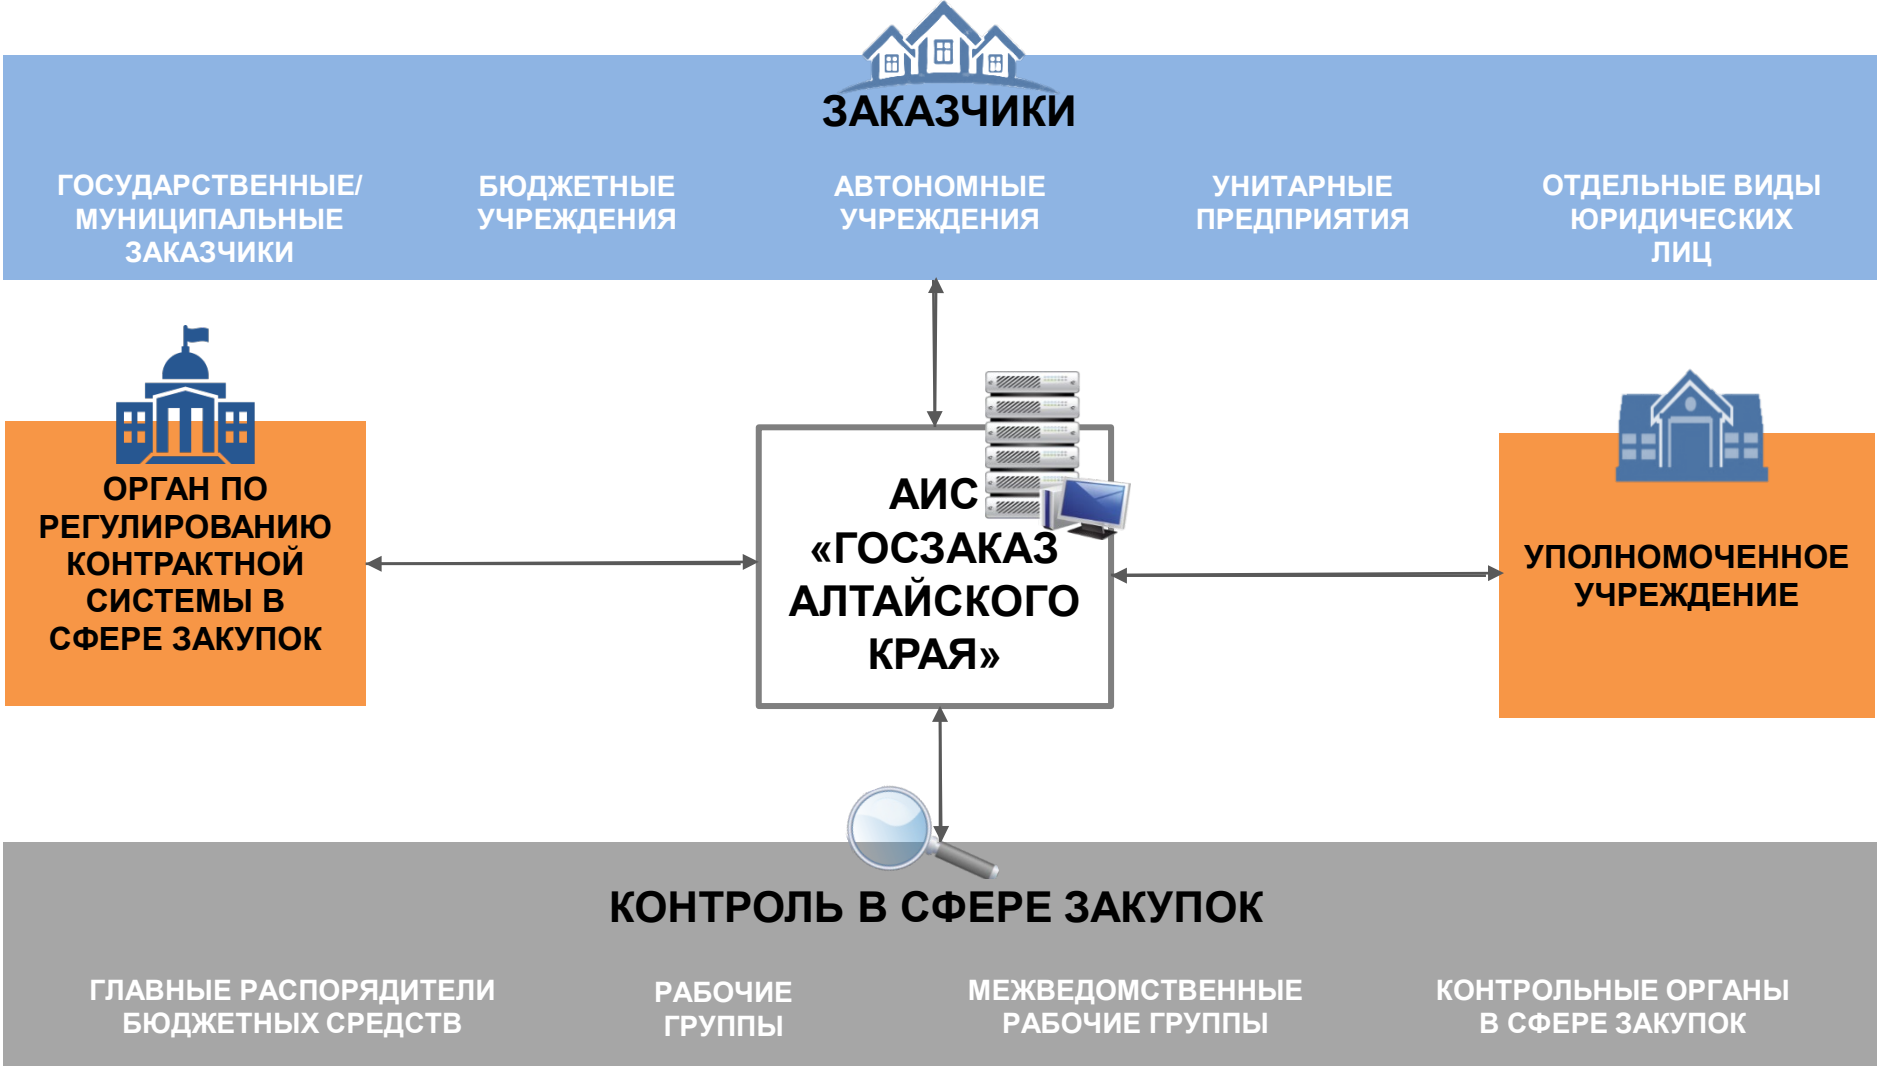 ЗАКАЗЧИКИ
ГОСУДАРСТВЕННЫЕ/
МУНИЦИПАЛЬНЫЕ
ЗАКАЗЧИКИ
БЮДЖЕТНЫЕ
УЧРЕЖДЕНИЯ
АВТОНОМНЫЕ
УЧРЕЖДЕНИЯ
УНИТАРНЫЕ
ПРЕДПРИЯТИЯ
ОТДЕЛЬНЫЕ ВИДЫ
ЮРИДИЧЕСКИХ
ЛИЦ
ОРГАН ПО
РЕГУЛИРОВАНИЮ
КОНТРАКТНОЙ
СИСТЕМЫ В
СФЕРЕ ЗАКУПОК
АИС
«ГОСЗАКАЗ
АЛТАЙСКОГО
КРАЯ»
УПОЛНОМОЧЕННОЕ
УЧРЕЖДЕНИЕ
КОНТРОЛЬ В СФЕРЕ ЗАКУПОК
ГЛАВНЫЕ РАСПОРЯДИТЕЛИ
БЮДЖЕТНЫХ СРЕДСТВ
РАБОЧИЕ
ГРУППЫ
МЕЖВЕДОМСТВЕННЫЕ
РАБОЧИЕ ГРУППЫ
КОНТРОЛЬНЫЕ ОРГАНЫ
В СФЕРЕ ЗАКУПОК